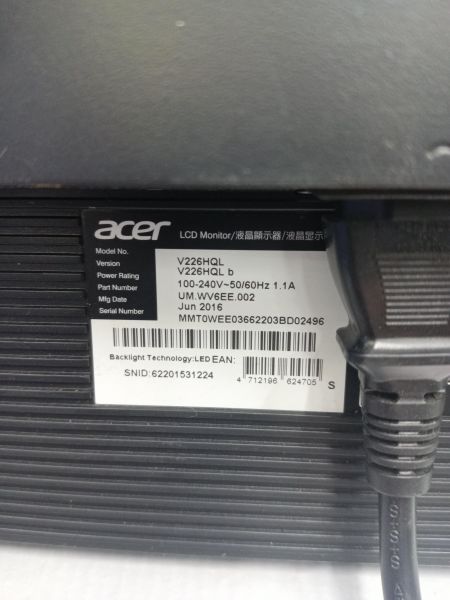 acer LCD Monitor/液晶顯示器/液晶显示
Model No. V226HQL
Version V226HQL b
Power Rating 100-240V~50/60Hz 1.1A
Part Number UM.WV6EE.002
Mfg Date Jun 2016
Serial Number MMT0WEE03662203BD02496
Backlight Technology:LED EAN:
SNID:62201531224 4 712196 624705 S
S+S+S